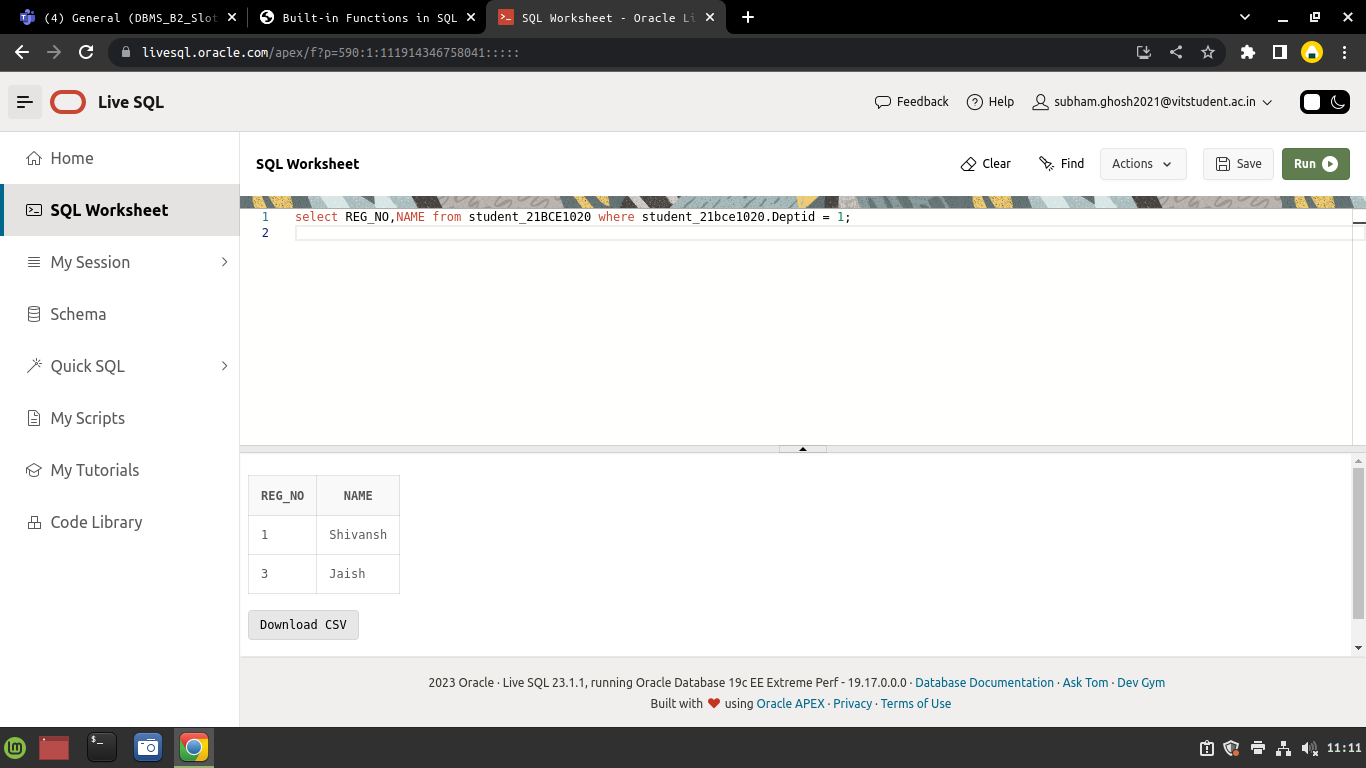 (4) General (DBMS_B2_Slot
Built-in Functions in SQL
SQL Worksheet - Oracle Li
livesql.oracle.com/apex/f?p=590:1:111914346758041:::::
Live SQL
Feedback
Help
subham.ghosh2021@vitstudent.ac.in
Home
SQL Worksheet
My Session
Schema
Quick SQL
My Scripts
My Tutorials
Code Library
SQL Worksheet
Clear
Find
Actions
Save
Run
1 select REG_NO,NAME from student_21BCE1020 where student_21bce1020.Deptid = 1;
2
REG_NO NAME
1 Shivansh
3 Jaish
Download CSV
2023 Oracle · Live SQL 23.1.1, running Oracle Database 19c EE Extreme Perf - 19.17.0.0.0 · Database Documentation · Ask Tom · Dev Gym
Built with ❤ using Oracle APEX · Privacy · Terms of Use
$_
11:11